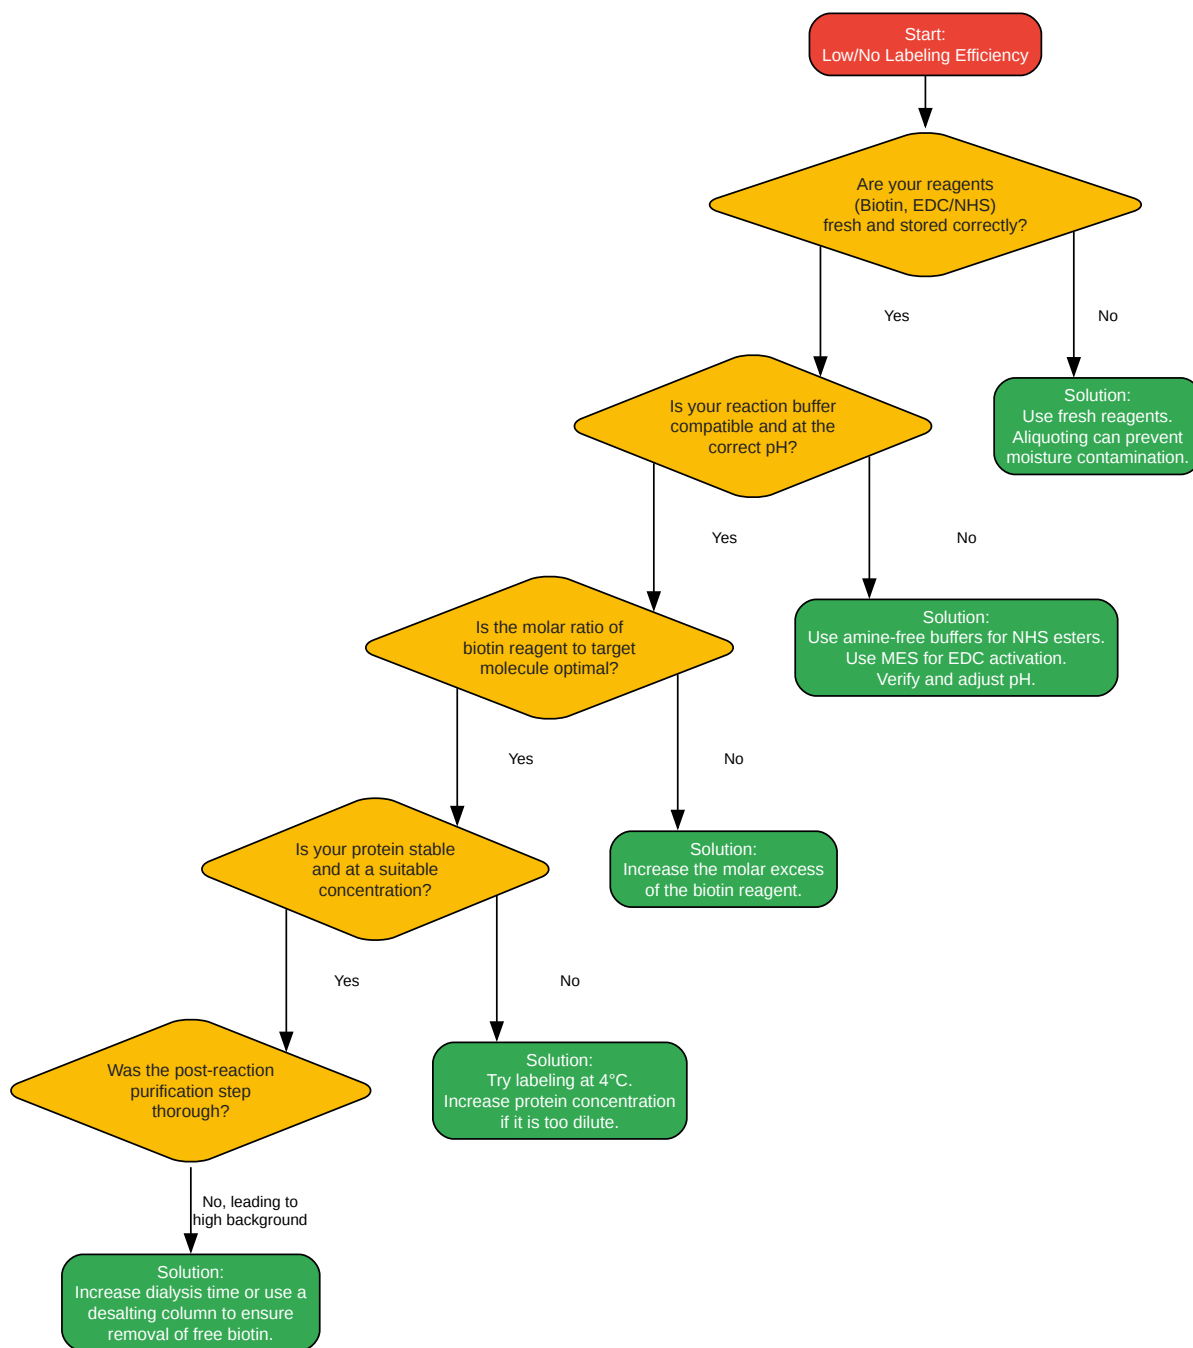 Start:
Low/No Labeling Efficiency
Are your reagents
(Biotin, EDC/NHS)
fresh and stored correctly?
Yes
No
Is your reaction buffer
compatible and at the
correct pH?
Solution:
Use fresh reagents.
Aliquoting can prevent
moisture contamination.
Yes
No
Is the molar ratio of
biotin reagent to target
molecule optimal?
Solution:
Use amine-free buffers for NHS esters.
Use MES for EDC activation.
Verify and adjust pH.
Yes
No
Is your protein stable
and at a suitable
concentration?
Solution:
Increase the molar excess
of the biotin reagent.
Yes
No
Was the post-reaction
purification step
thorough?
Solution:
Try labeling at 4°C.
Increase protein concentration
if it is too dilute.
No, leading to
high background
Solution:
Increase dialysis time or use a
desalting column to ensure
removal of free biotin.